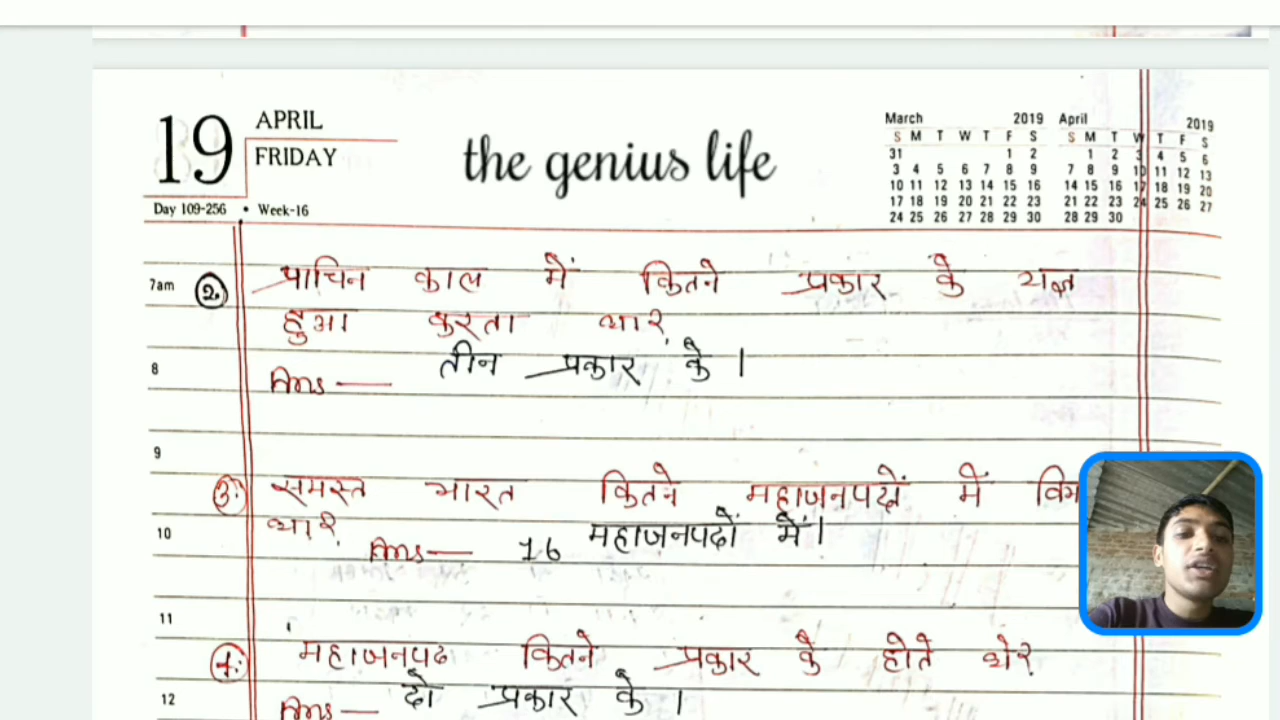 19
APRIL
FRIDAY
Day 109-256 • Week-16
the genius life
March 2019
S M T W T F S
31 1 2
3 4 5 6 7 8 9
10 11 12 13 14 15 16
17 18 19 20 21 22 23
24 25 26 27 28 29 30
April 2019
S M T W T F S
1 2 3 4 5 6
7 8 9 10 11 12 13
14 15 16 17 18 19 20
21 22 23 24 25 26 27
28 29 30
7am
2. प्राचिन काल में कितने प्रकार के यज्ञ
हुआ करता था?
8
Ans — तीन प्रकार के ।
9
3. समस्त भारत कितने महाजनपदों में
था?
10
Ans — 16 महाजनपदों में।
11
4. महाजनपद कितने प्रकार के होते थे?
12
Ans — दो प्रकार के ।